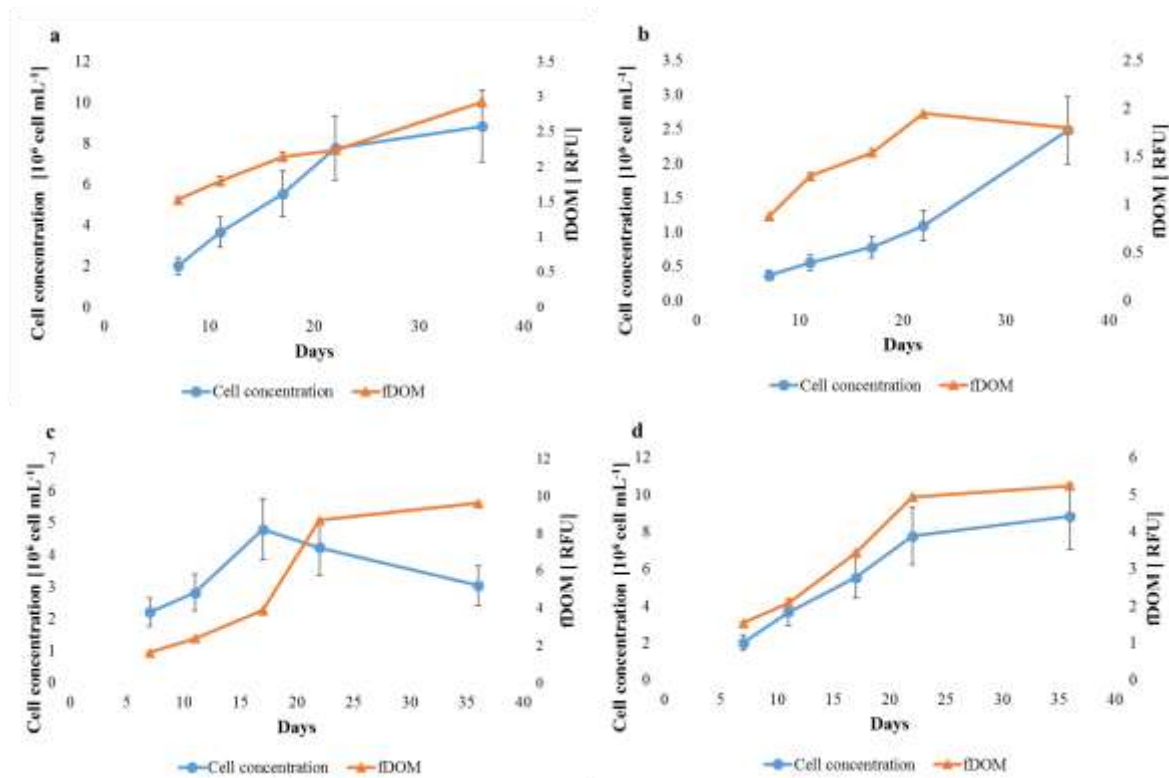 a
Cell concentration [10⁶ cell mL⁻¹]
12
10
8
6
4
2
0
3.5
3
2.5
2
1.5
1
0.5
0
fDOM [ RFU]
0 10 20 30 40
Days
Cell concentration fDOM
b
Cell concentration [10⁶ cell mL⁻¹]
3.5
3.0
2.5
2.0
1.5
1.0
0.5
0.0
2.5
2
1.5
1
0.5
0
fDOM [ RFU]
0 10 20 30 40
Days
Cell concentration fDOM
c
Cell concentration [10⁶ cell mL⁻¹]
7
6
5
4
3
2
1
0
12
10
8
6
4
2
0
fDOM [ RFU]
0 5 10 15 20 25 30 35 40
Days
Cell concentration fDOM
d
Cell concentration [10⁶ cell mL⁻¹]
12
10
8
6
4
2
0
6
5
4
3
2
1
0
fDOM [ RFU]
0 5 10 15 20 25 30 35 40
Days
Cell concentration fDOM